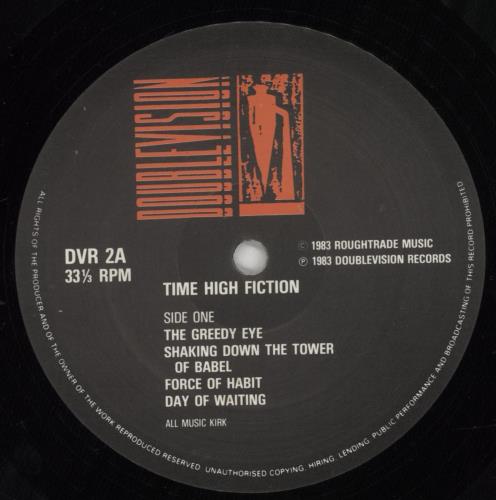 DOUBLEVISION
DVR 2A
33⅓ RPM
© 1983 ROUGHTRADE MUSIC
℗ 1983 DOUBLEVISION RECORDS
TIME HIGH FICTION
SIDE ONE
THE GREEDY EYE
SHAKING DOWN THE TOWER
OF BABEL
FORCE OF HABIT
DAY OF WAITING
ALL MUSIC KIRK
ALL RIGHTS OF THE PRODUCER AND OF THE OWNER OF THE WORK REPRODUCED RESERVED. UNAUTHORISED COPYING, HIRING, LENDING, PUBLIC PERFORMANCE AND BROADCASTING OF THIS RECORD PROHIBITED